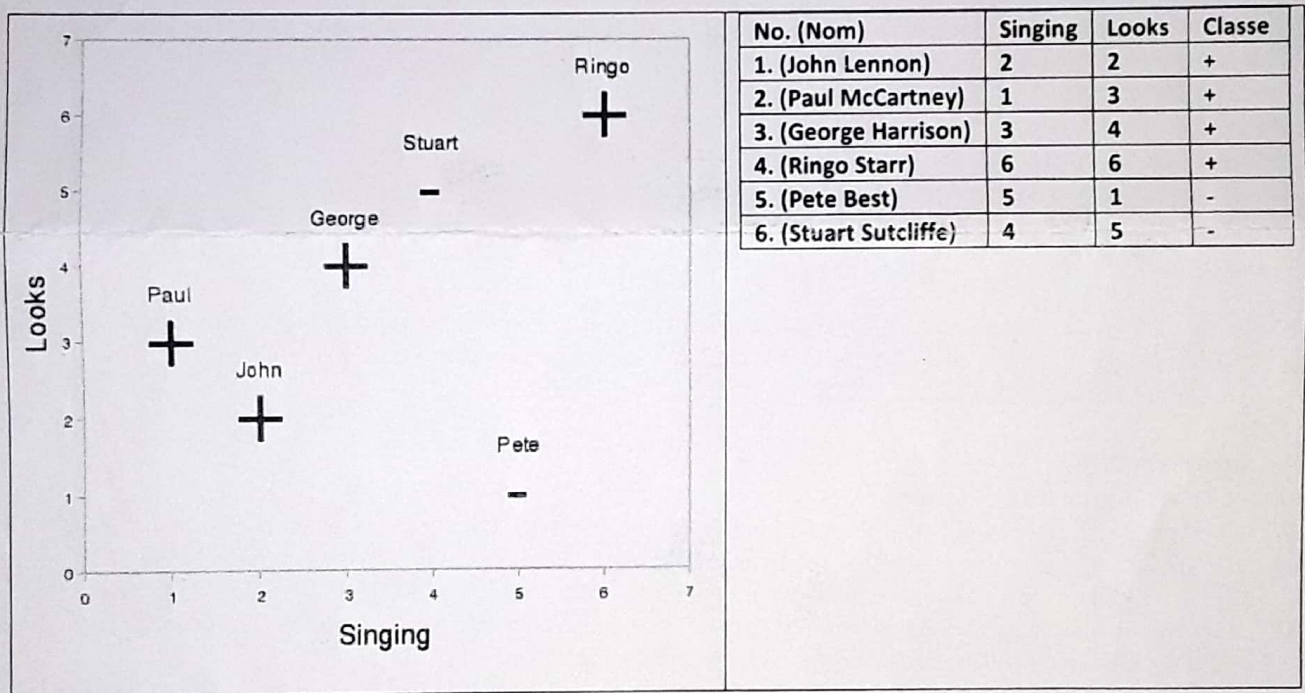 7
Ringo
6
Stuart
5
George
4
Paul
3
John
2
Pete
1
0
0 1 2 3 4 5 6 7
Looks
Singing
No. (Nom) Singing Looks Classe
1. (John Lennon) 2 2 +
2. (Paul McCartney) 1 3 +
3. (George Harrison) 3 4 +
4. (Ringo Starr) 6 6 +
5. (Pete Best) 5 1 -
6. (Stuart Sutcliffe) 4 5 -